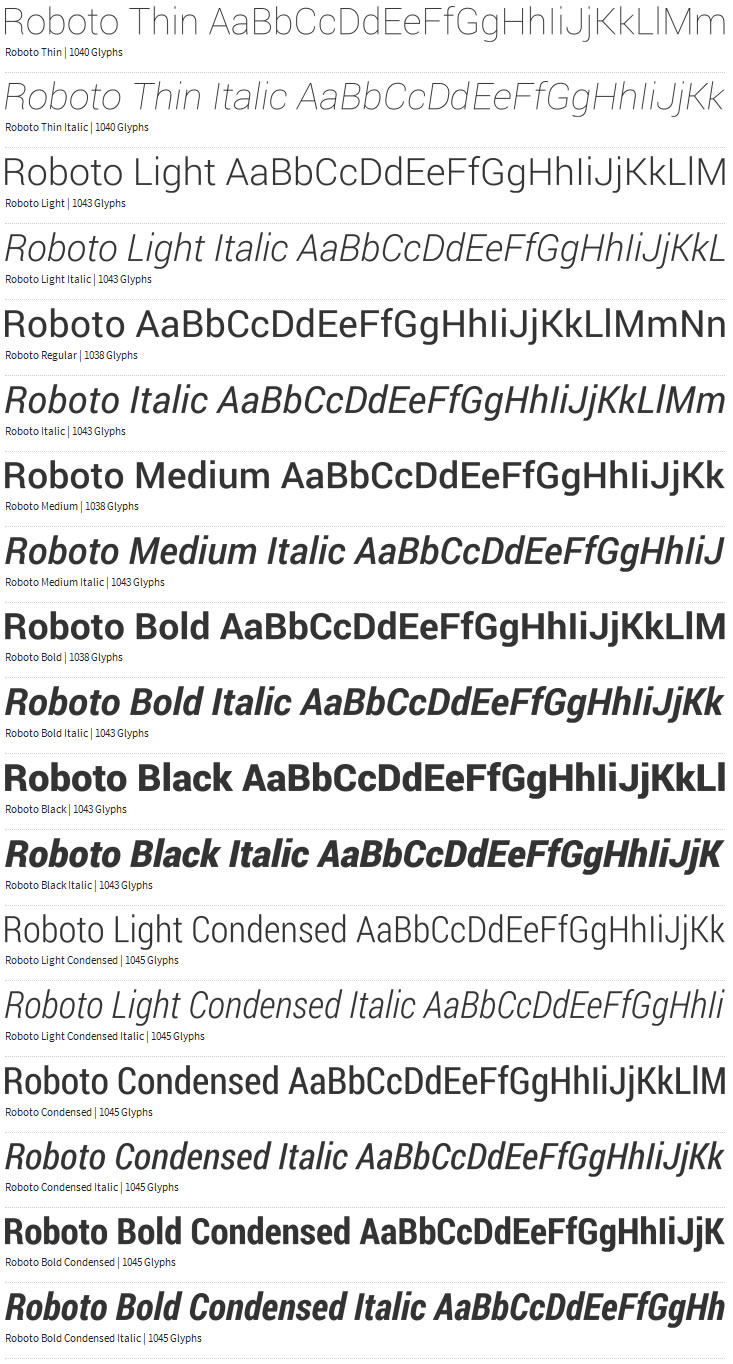 Roboto Thin AaBbCcDdEeFfGgHhIiJjKkLlMm
Roboto Thin | 1040 Glyphs
Roboto Thin Italic AaBbCcDdEeFfGgHhIiJjKk
Roboto Thin Italic | 1040 Glyphs
Roboto Light AaBbCcDdEeFfGgHhIiJjKkLlM
Roboto Light | 1043 Glyphs
Roboto Light Italic AaBbCcDdEeFfGgHhIiJjKkL
Roboto Light Italic | 1043 Glyphs
Roboto AaBbCcDdEeFfGgHhIiJjKkLlMmNn
Roboto Regular | 1038 Glyphs
Roboto Italic AaBbCcDdEeFfGgHhIiJjKkLlMm
Roboto Italic | 1043 Glyphs
Roboto Medium AaBbCcDdEeFfGgHhIiJjKk
Roboto Medium | 1038 Glyphs
Roboto Medium Italic AaBbCcDdEeFfGgHhIiJ
Roboto Medium Italic | 1043 Glyphs
Roboto Bold AaBbCcDdEeFfGgHhIiJjKkLlM
Roboto Bold | 1038 Glyphs
Roboto Bold Italic AaBbCcDdEeFfGgHhIiJjKk
Roboto Bold Italic | 1043 Glyphs
Roboto Black AaBbCcDdEeFfGgHhIiJjKkLl
Roboto Black | 1043 Glyphs
Roboto Black Italic AaBbCcDdEeFfGgHhIiJjK
Roboto Black Italic | 1043 Glyphs
Roboto Light Condensed AaBbCcDdEeFfGgHhIiJjKk
Roboto Light Condensed | 1045 Glyphs
Roboto Light Condensed Italic AaBbCcDdEeFfGgHhIi
Roboto Light Condensed Italic | 1045 Glyphs
Roboto Condensed AaBbCcDdEeFfGgHhIiJjKkLlM
Roboto Condensed | 1045 Glyphs
Roboto Condensed Italic AaBbCcDdEeFfGgHhIiJjKk
Roboto Condensed Italic | 1045 Glyphs
Roboto Bold Condensed AaBbCcDdEeFfGgHhIiJjK
Roboto Bold Condensed | 1045 Glyphs
Roboto Bold Condensed Italic AaBbCcDdEeFfGgHh
Roboto Bold Condensed Italic | 1045 Glyphs